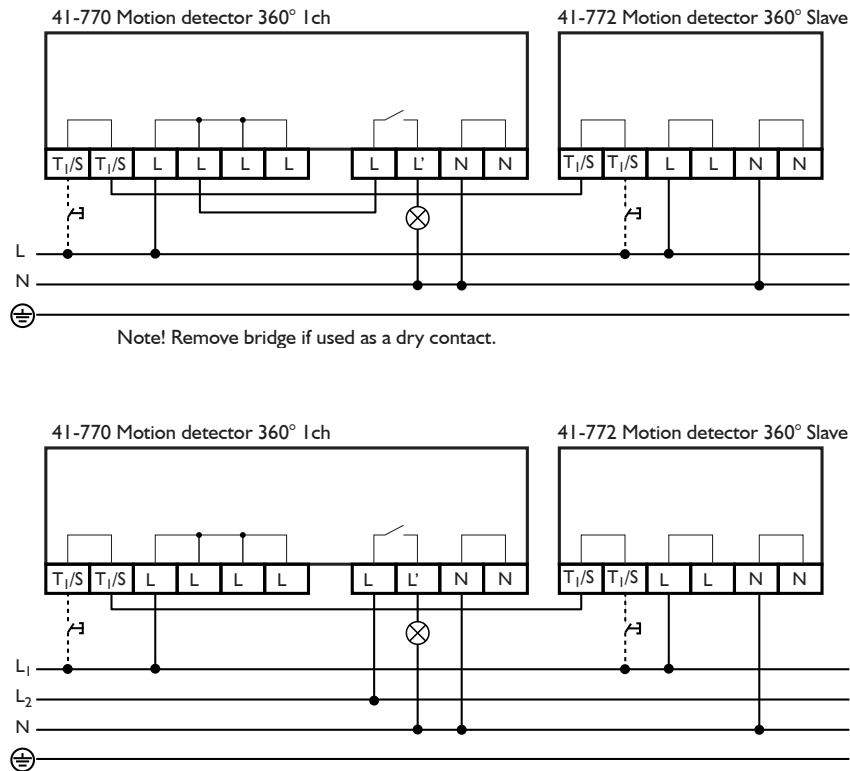 41-770 Motion detector 360° 1ch 41-772 Motion detector 360° Slave
T₁/S T₁/S L L L L L L’ N N T₁/S T₁/S L L N N
L
N
Note! Remove bridge if used as a dry contact.
41-770 Motion detector 360° 1ch 41-772 Motion detector 360° Slave
T₁/S T₁/S L L L L L L’ N N T₁/S T₁/S L L N N
L₁
L₂
N